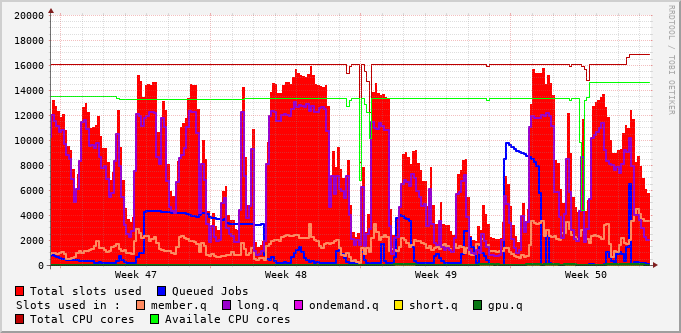 20000
18000
16000
14000
12000
10000
8000
6000
4000
2000
0
Week 47 Week 48 Week 49 Week 50
RRDTOOL / TOBI OETIKER
Total slots used Queued Jobs
Slots used in : member.q long.q ondemand.q short.q gpu.q
Total CPU cores Availale CPU cores